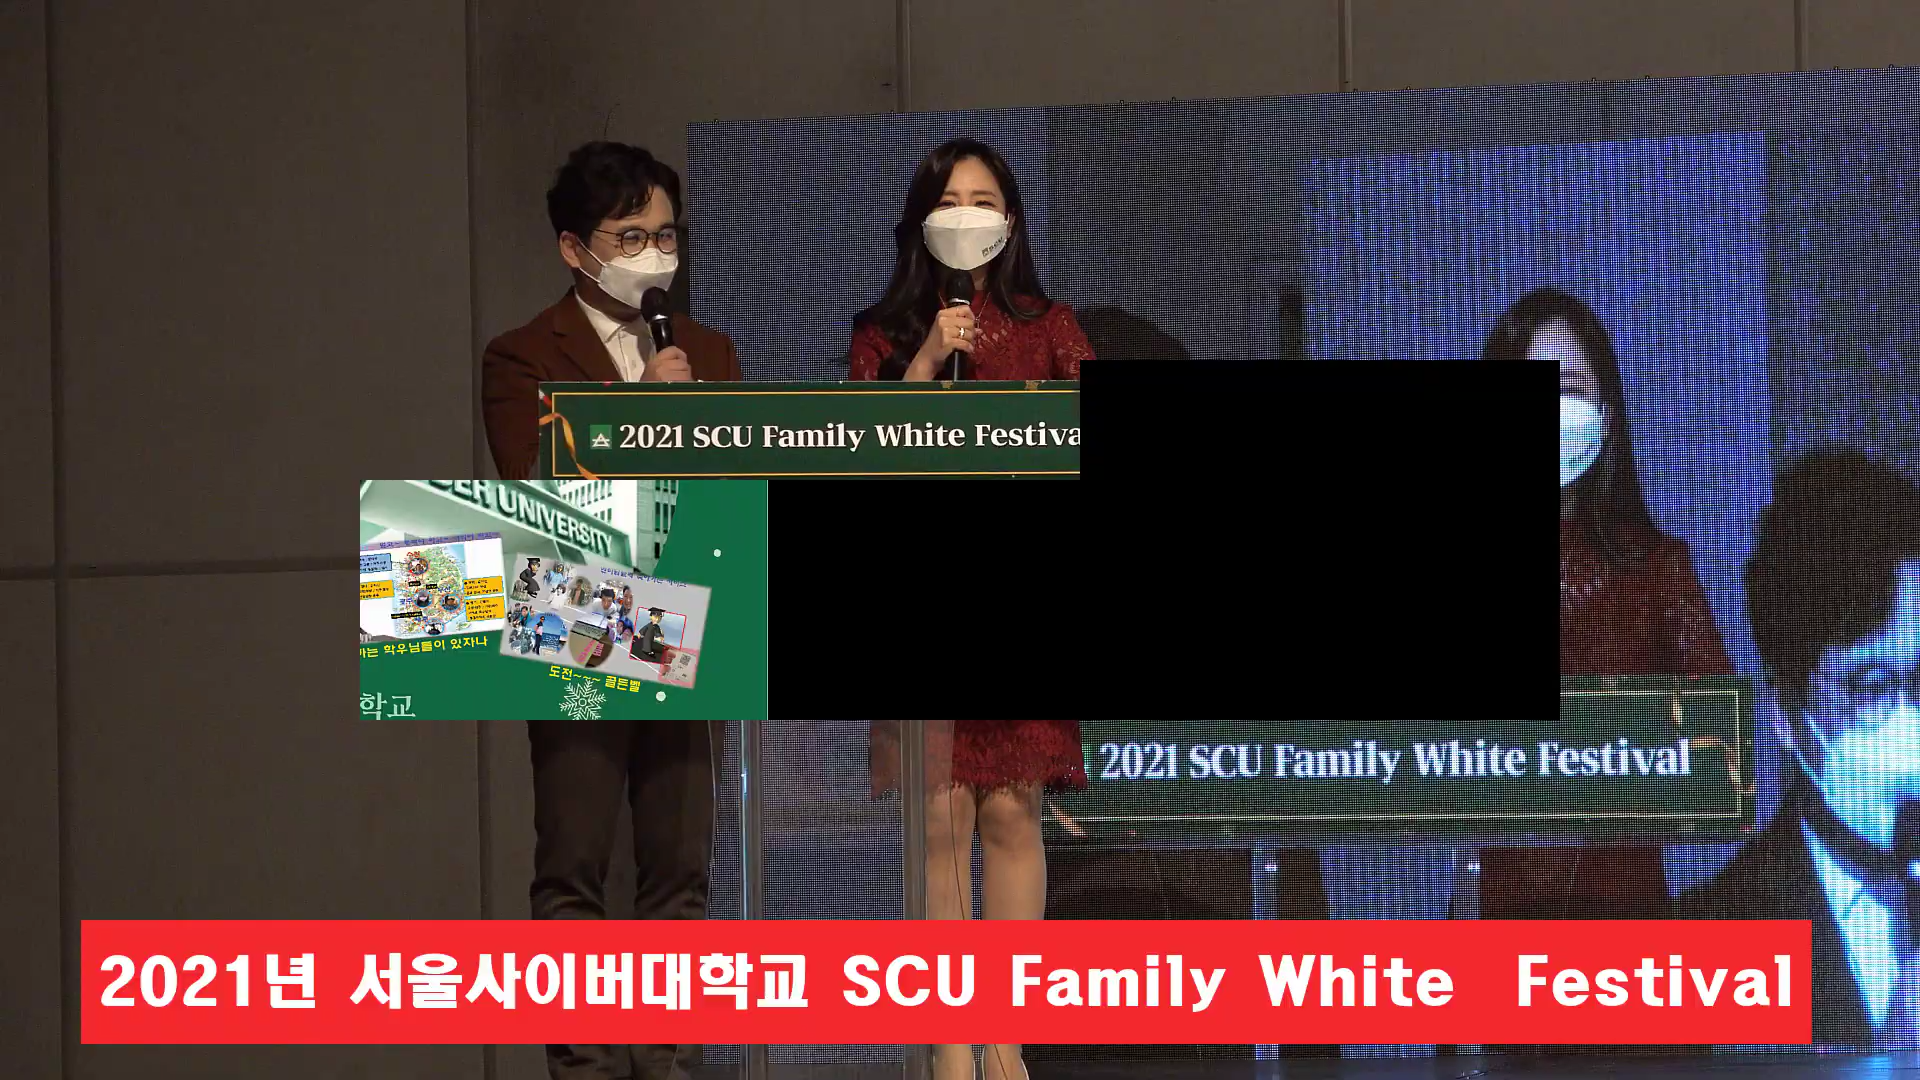 2021 SCU Family White Festiva
BER UNIVERSITY
는 학우님들이 있자나
도전~~~ 골든벨
학교
2021 SCU Family White Festival
2021년 서울사이버대학교 SCU Family White Festival